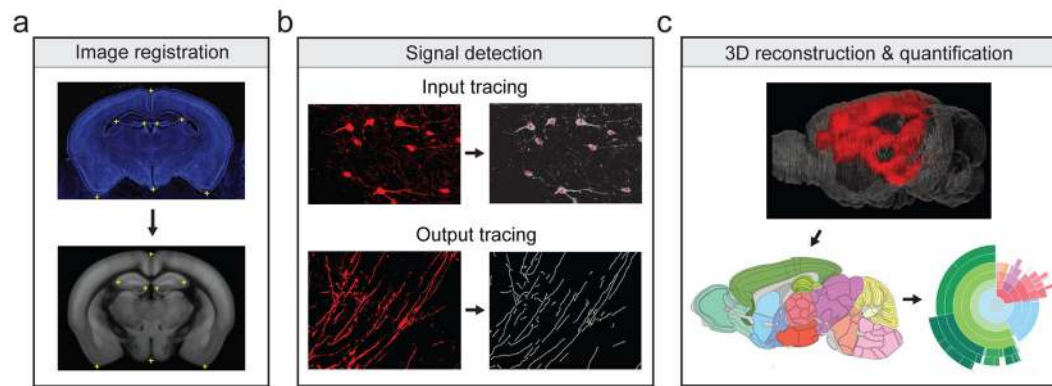 a
Image registration
b
Signal detection
Input tracing
Output tracing
c
3D reconstruction & quantification